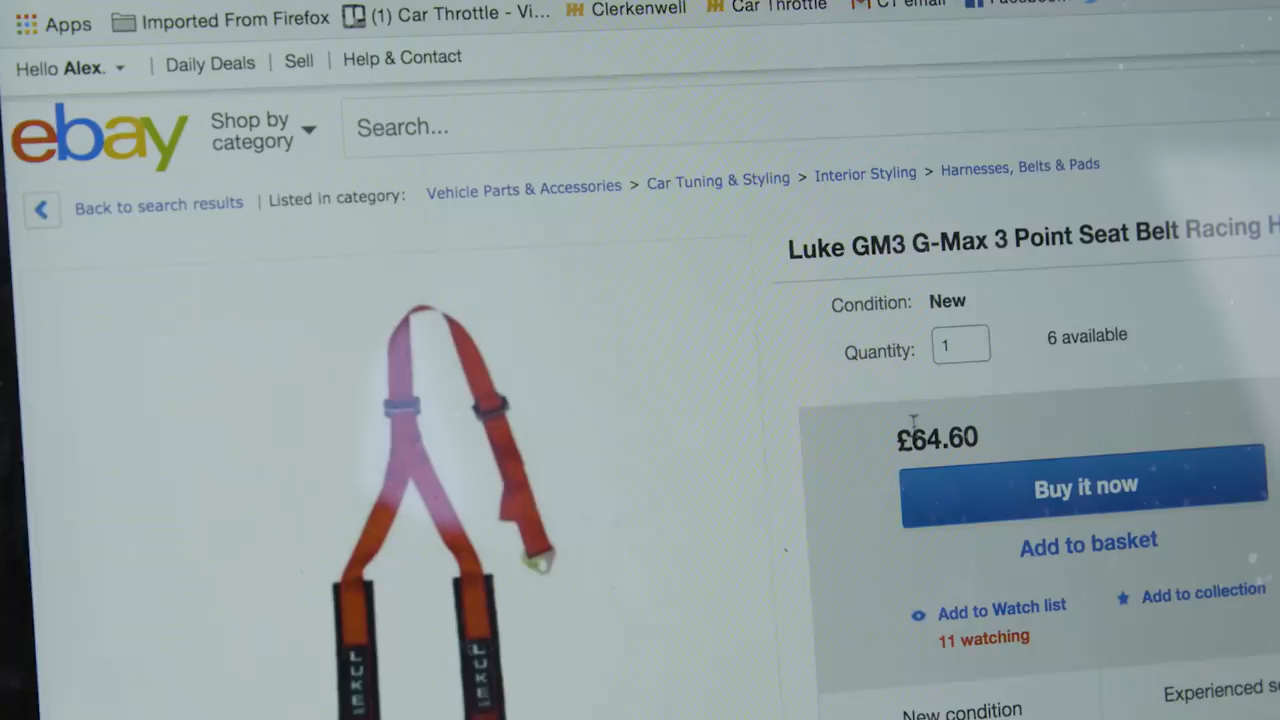 Apps Imported From Firefox (1) Car Throttle - Vi... Clerkenwell Car Throttle CT email
Hello Alex. | Daily Deals | Sell | Help & Contact
ebay Shop by category Search...
Back to search results | Listed in category: Vehicle Parts & Accessories > Car Tuning & Styling > Interior Styling > Harnesses, Belts & Pads
Luke GM3 G-Max 3 Point Seat Belt Racing H
Condition: New
Quantity: 1 6 available
£64.60
Buy it now
Add to basket
Add to Watch list Add to collection
11 watching
New condition Experienced se
LUKE
LUKE